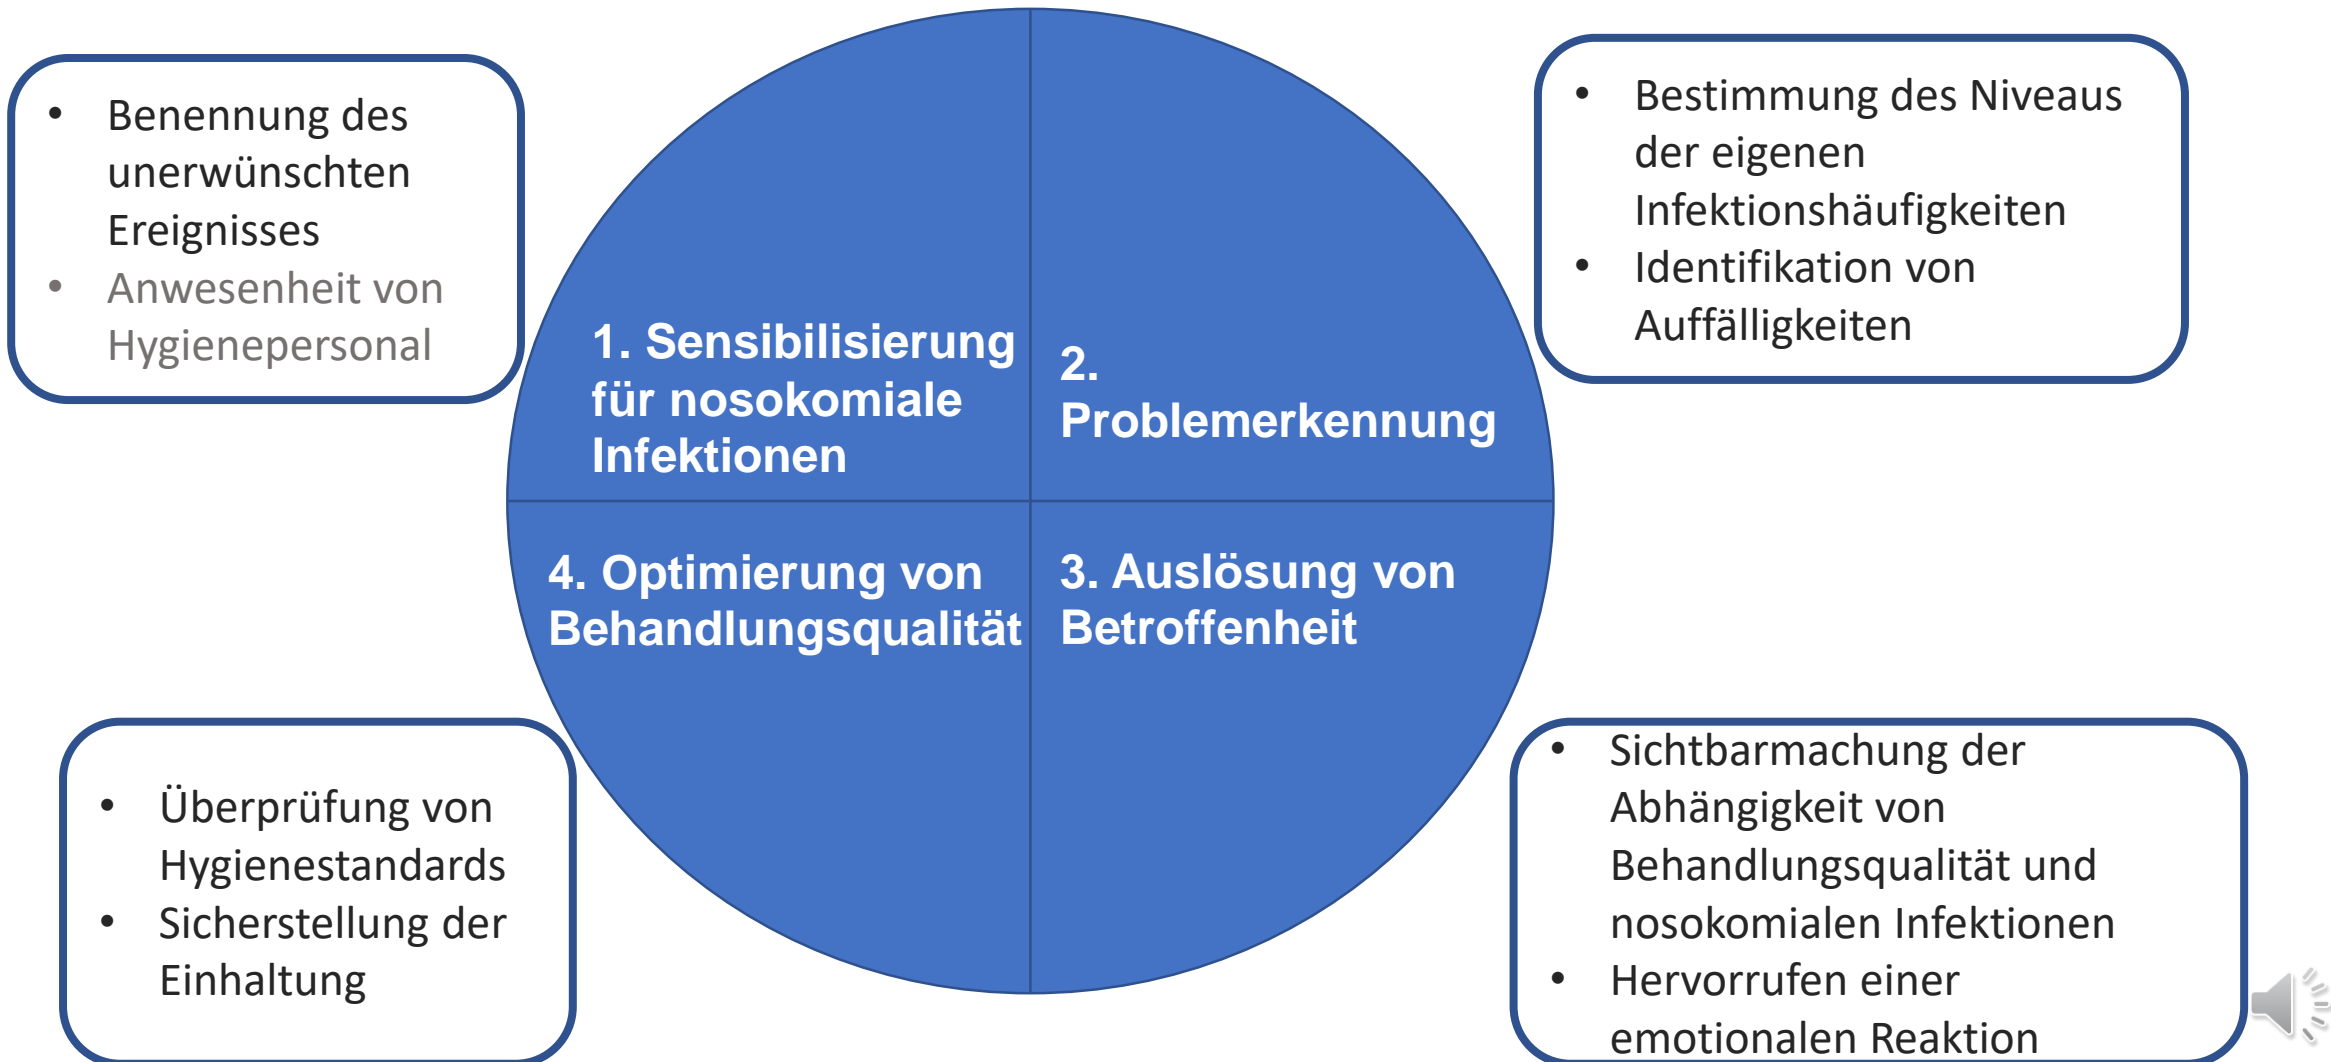 • Benennung des
unerwünschten
Ereignisses
• Anwesenheit von
Hygienepersonal
1. Sensibilisierung
für nosokomiale
Infektionen
2.
Problemerkennung
• Bestimmung des Niveaus
der eigenen
Infektionshäufigkeiten
• Identifikation von
Auffälligkeiten
4. Optimierung von
Behandlungsqualität
3. Auslösung von
Betroffenheit
• Überprüfung von
Hygienestandards
• Sicherstellung der
Einhaltung
• Sichtbarmachung der
Abhängigkeit von
Behandlungsqualität und
nosokomialen Infektionen
• Hervorrufen einer
emotionalen Reaktion